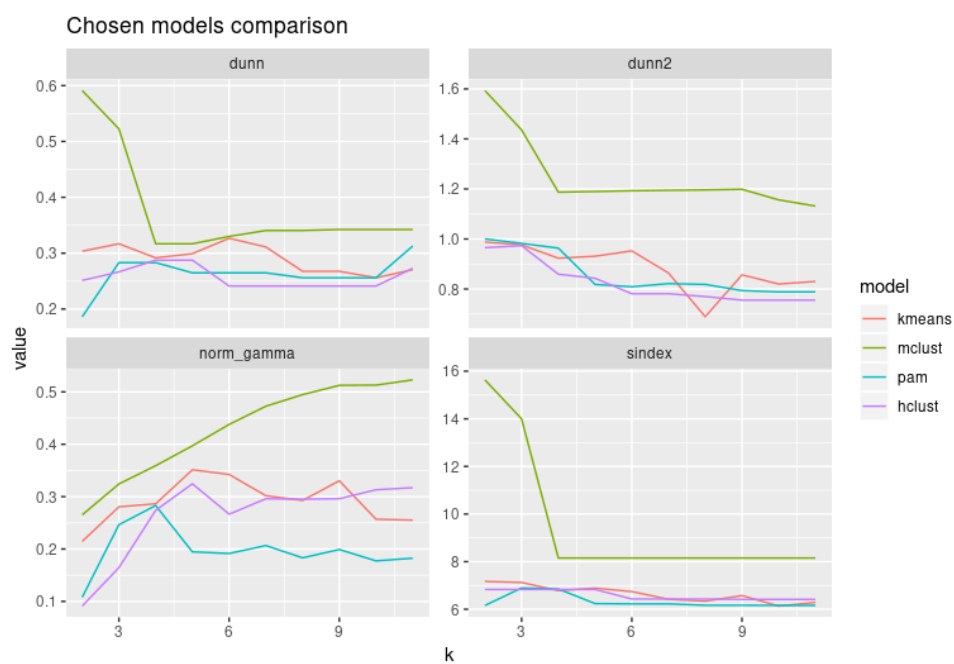 Chosen models comparison
dunn
dunn2
0.6
0.5
0.4
0.3
0.2
1.6
1.4
1.2
1.0
0.8
value
norm_gamma
sindex
0.5
0.4
0.3
0.2
0.1
16
14
12
10
8
6
3
6
9
3
6
9
k
model
kmeans
mclust
pam
hclust